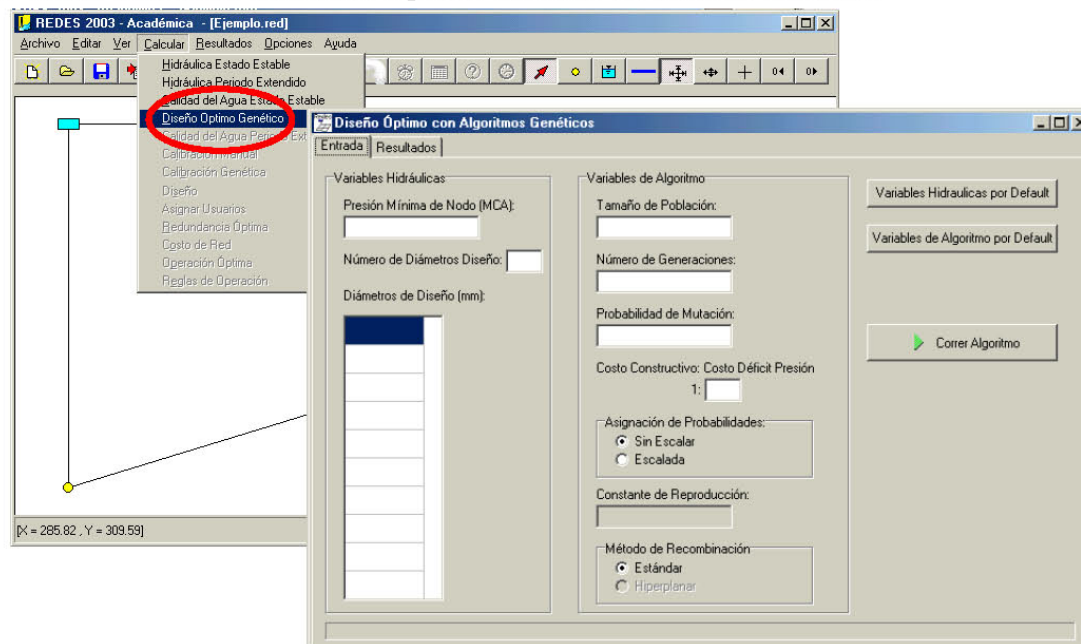 REDES 2003 - Académica - [Ejemplo.red]
Archivo Editar Ver Calcular Resultados Opciones Ayuda
Hidráulica Estado Estable
Hidráulica Periodo Extendido
Calidad del Agua Estado Estable
Diseño Optimo Genético
Calidad del Agua Periodo Ext
Calibración Manual
Calibración Genética
Diseño
Asignar Usuarios
Redundancia Óptima
Costo de Red
Operación Óptima
Reglas de Operación
[X = 285.82 , Y = 309.59]
Diseño Óptimo con Algoritmos Genéticos
Entrada Resultados
Variables Hidráulicas
Presión Mínima de Nodo (MCA):
Número de Diámetros Diseño:
Diámetros de Diseño (mm):
Variables de Algoritmo
Tamaño de Población:
Número de Generaciones:
Probabilidad de Mutación:
Costo Constructivo: Costo Déficit Presión
1:
Asignación de Probabilidades:
Sin Escalar
Escalada
Constante de Reproducción:
Método de Recombinación
Estándar
Hiperplanar
Variables Hidraulicas por Default
Variables de Algoritmo por Default
Correr Algoritmo